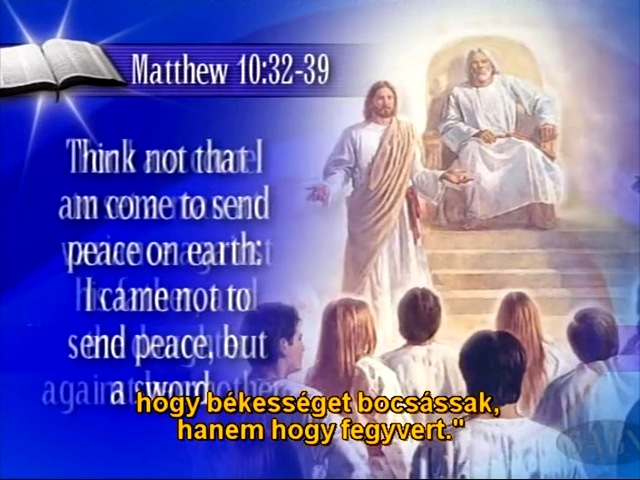 Matthew 10:32-39
Think not that I
am come to send
peace on earth:
I came not to
send peace, but
a sword
hogy békességet bocsássak,
hanem hogy fegyvert."